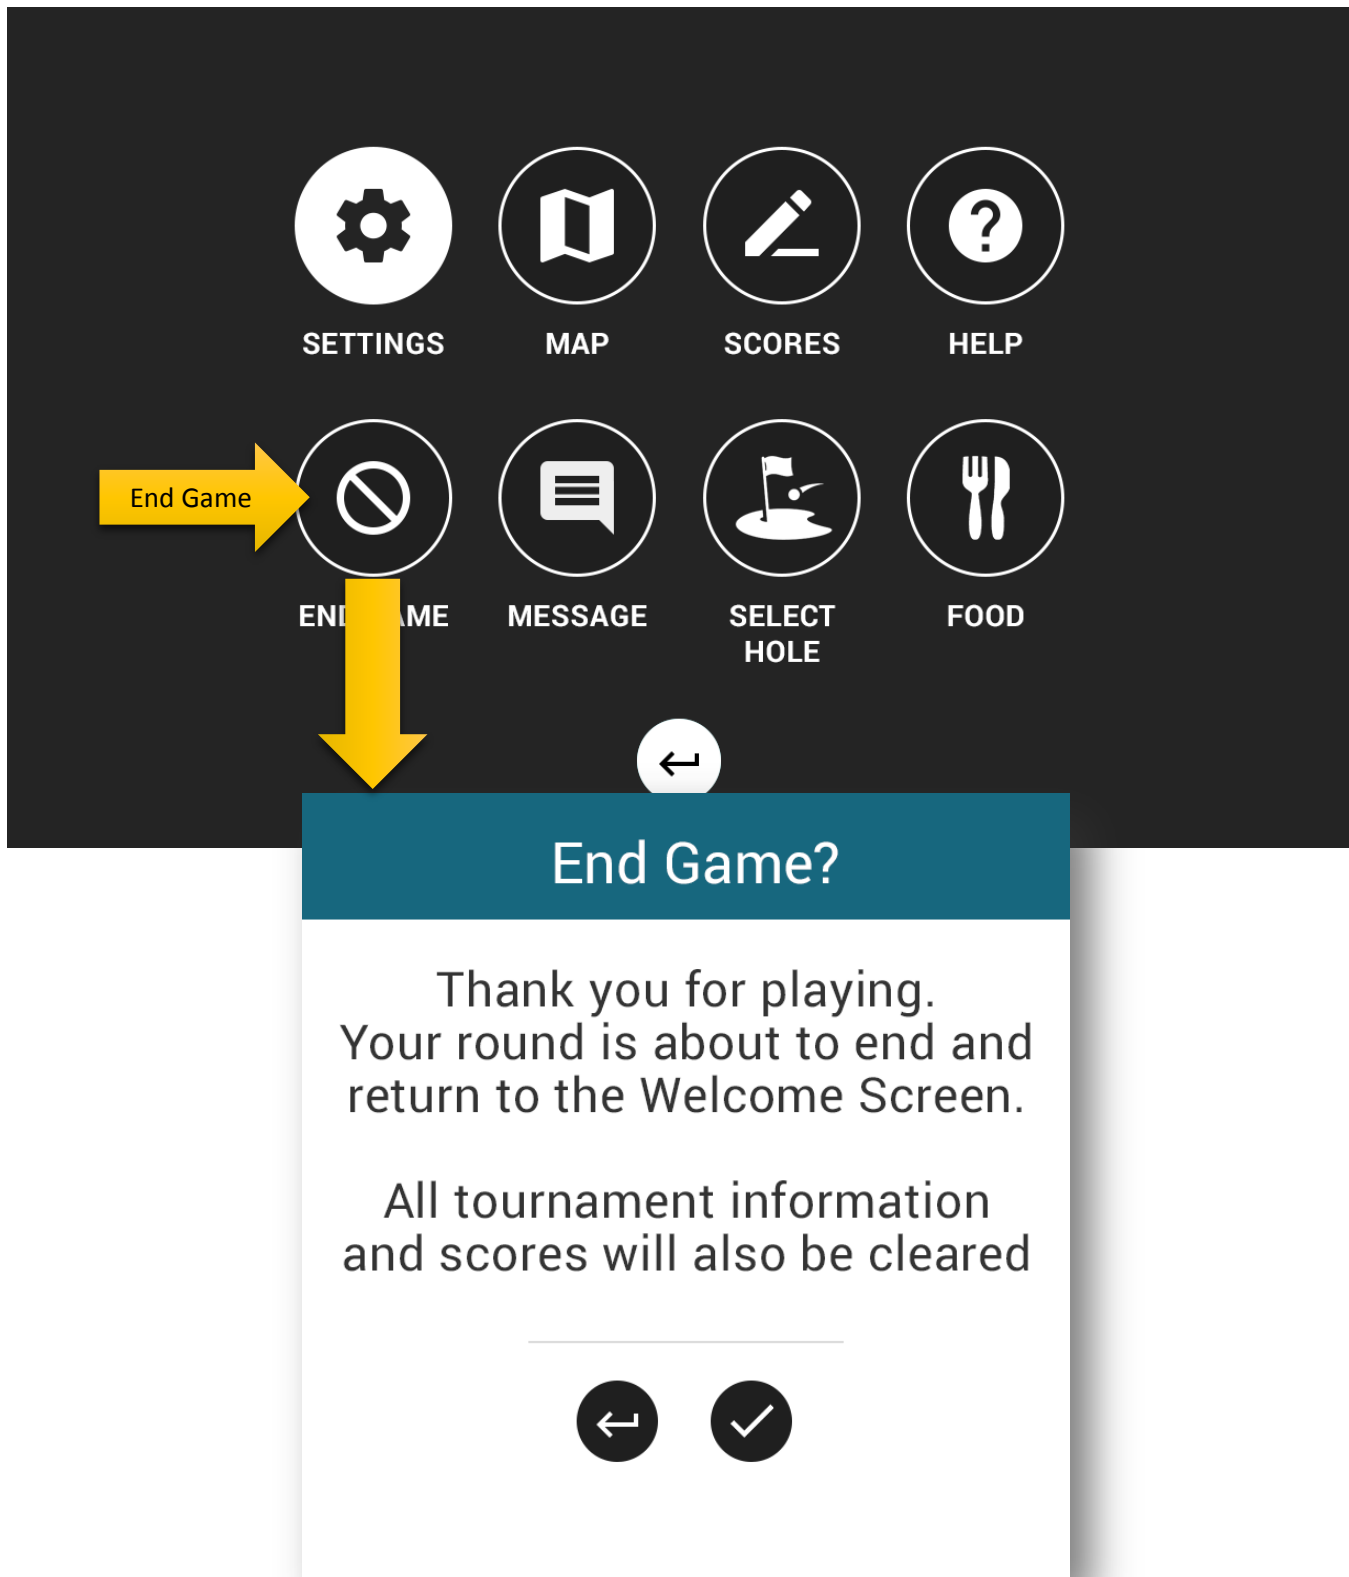 SETTINGS MAP SCORES HELP
End Game
MESSAGE SELECT FOOD
HOLE
End Game?
Thank you for playing.
Your round is about to end and
return to the Welcome Screen.
All tournament information
and scores will also be cleared